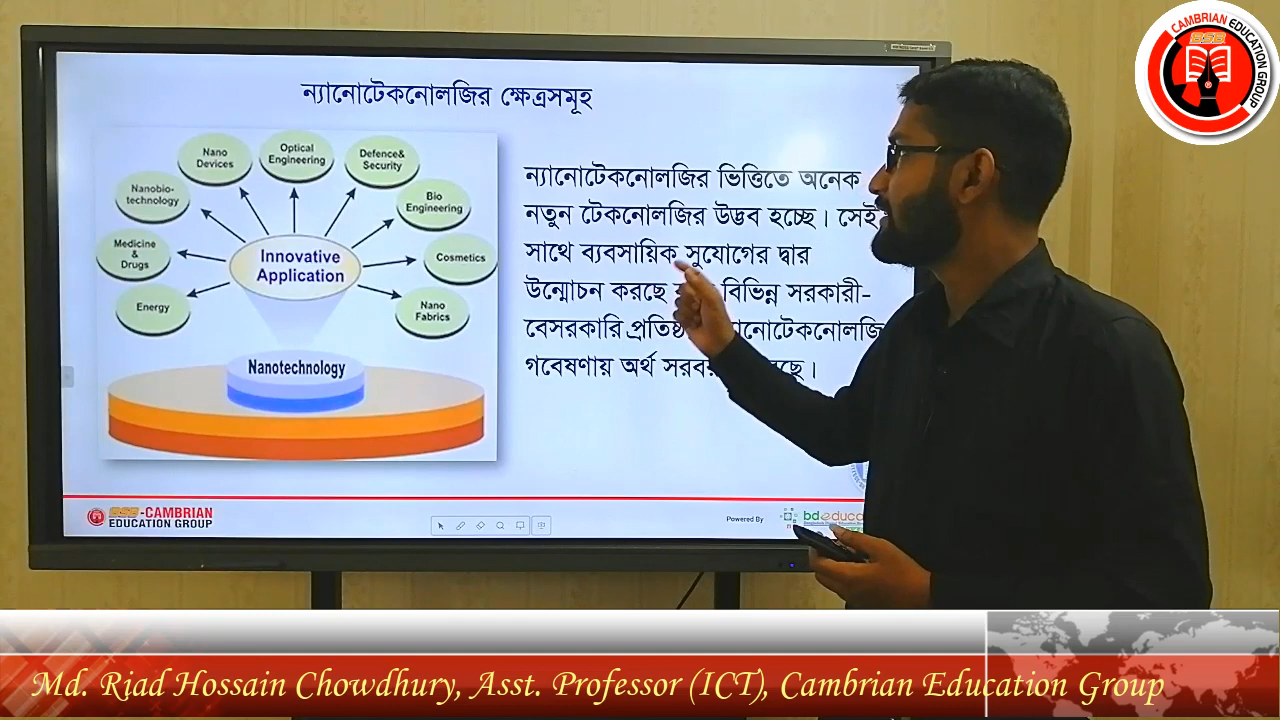 ন্যানোটেকনোলজির ক্ষেত্রসমূহ
Nano
Devices
Optical
Engineering
Defence&
Security
Nanobio-
technology
Bio
Engineering
Medicine
& Drugs
Innovative
Application
Cosmetics
Energy
Nano
Fabrics
Nanotechnology
ন্যানোটেকনোলজির ভিত্তিতে অনেক
নতুন টেকনোলজির উদ্ভব হচ্ছে। সেই
সাথে ব্যবসায়িক সুযোগের দ্বার
উন্মোচন করছে বিভিন্ন সরকারী-
বেসরকারি
গবেষণায় অর্থ
BSB-CAMBRIAN
EDUCATION GROUP
Powered By
CAMBRIAN EDUCATION GROUP
BSB
Md. Riad Hossain Chowdhury, Asst. Professor (ICT), Cambrian Education Group